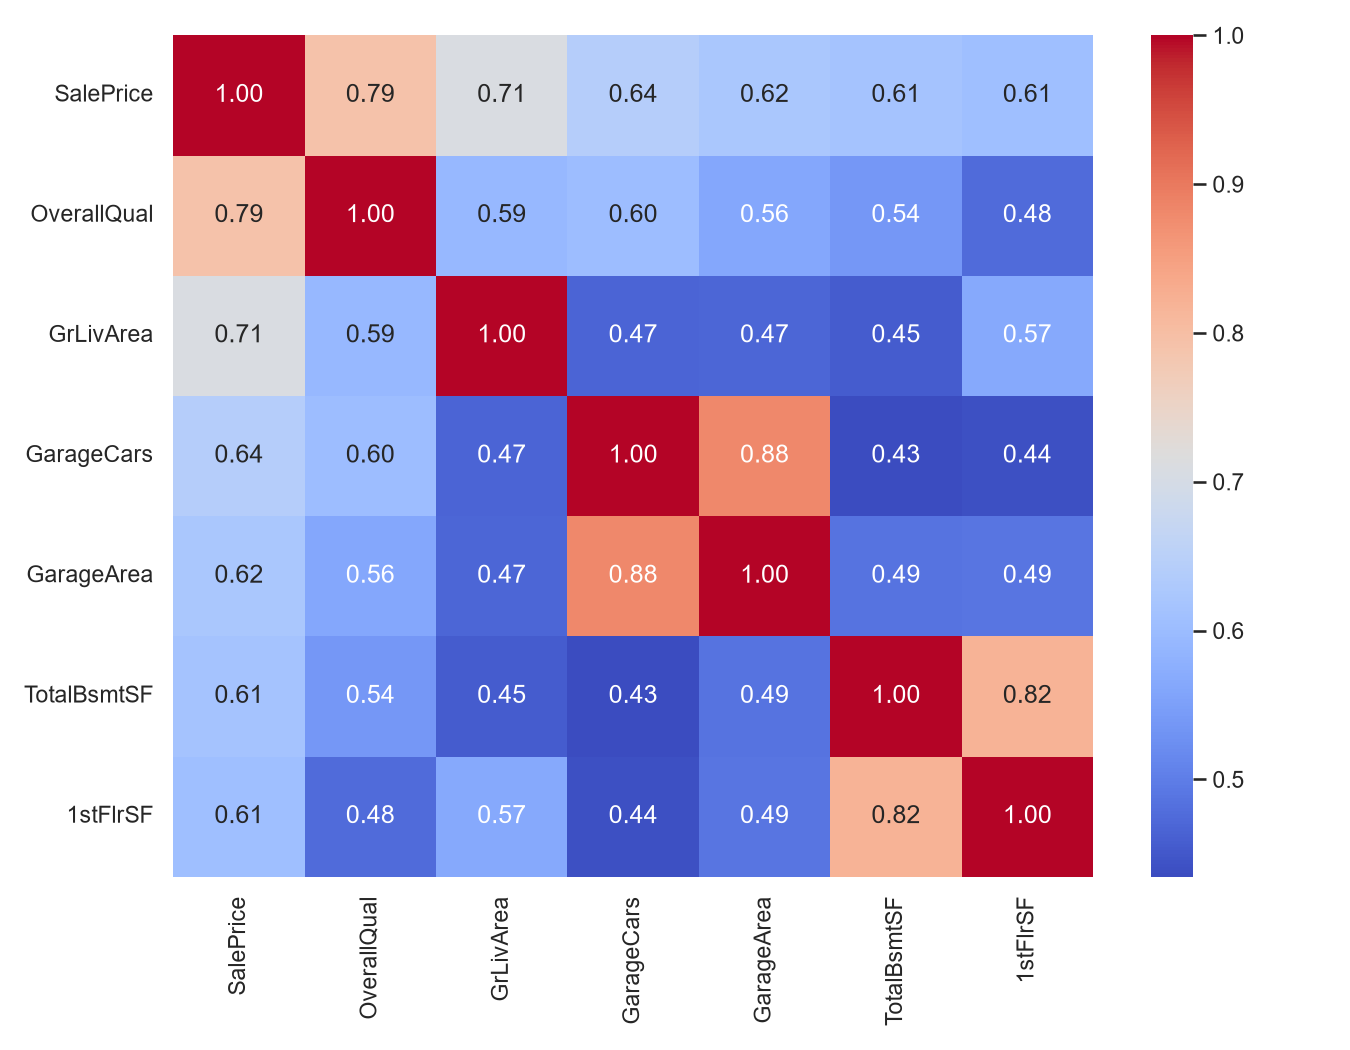 SalePrice 1.00 0.79 0.71 0.64 0.62 0.61 0.61
OverallQual 0.79 1.00 0.59 0.60 0.56 0.54 0.48
GrLivArea 0.71 0.59 1.00 0.47 0.47 0.45 0.57
GarageCars 0.64 0.60 0.47 1.00 0.88 0.43 0.44
GarageArea 0.62 0.56 0.47 0.88 1.00 0.49 0.49
TotalBsmtSF 0.61 0.54 0.45 0.43 0.49 1.00 0.82
1stFlrSF 0.61 0.48 0.57 0.44 0.49 0.82 1.00
SalePrice
OverallQual
GrLivArea
GarageCars
GarageArea
TotalBsmtSF
1stFlrSF
1.0
0.9
0.8
0.7
0.6
0.5